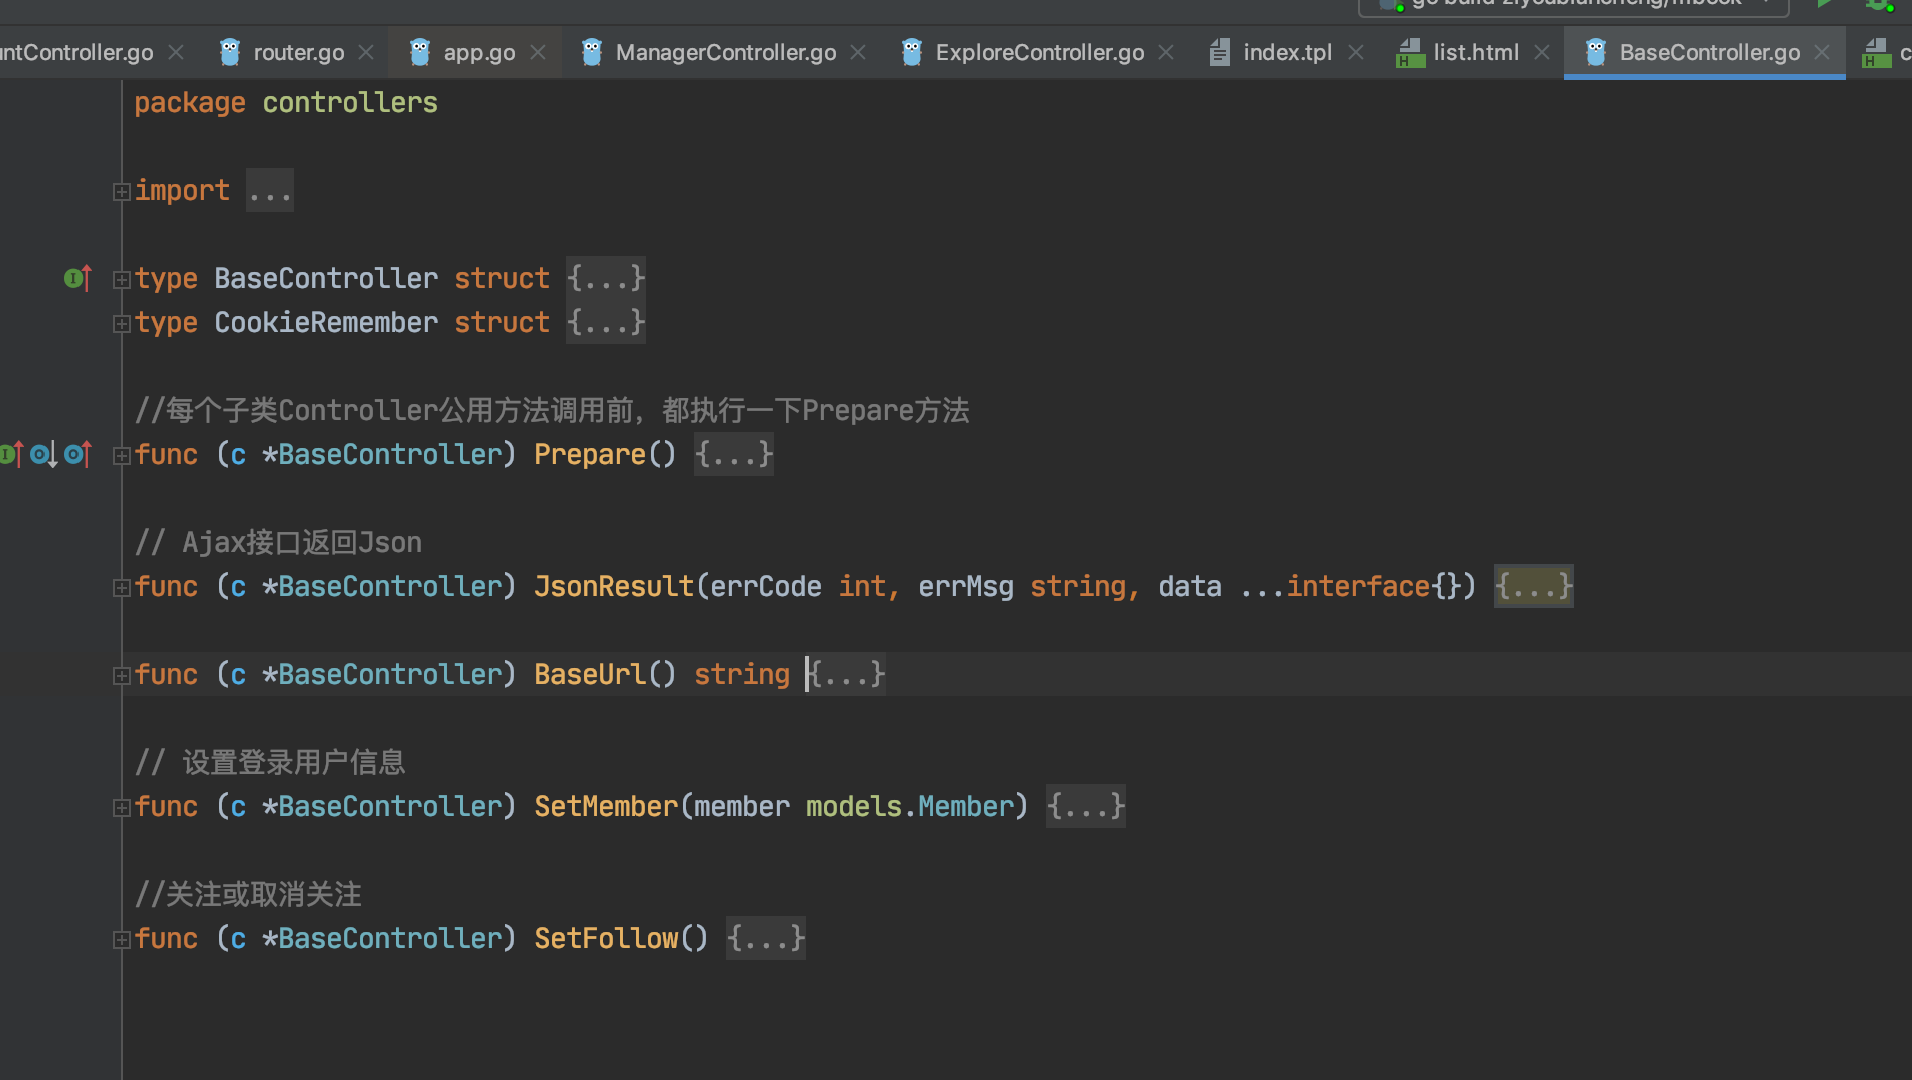 router.go
app.go
ManagerController.go
ExploreController.go
index.tpl
list.html
BaseController.go
package controllers
import ...
type BaseController struct {...}
type CookieRemember struct {...}
//每个子类Controller公用方法调用前，都执行一下Prepare方法
func (c *BaseController) Prepare() {...}
// Ajax接口返回Json
func (c *BaseController) JsonResult(errCode int, errMsg string, data ...interface{}) {...}
func (c *BaseController) BaseUrl() string {...}
// 设置登录用户信息
func (c *BaseController) SetMember(member models.Member) {...}
//关注或取消关注
func (c *BaseController) SetFollow() {...}